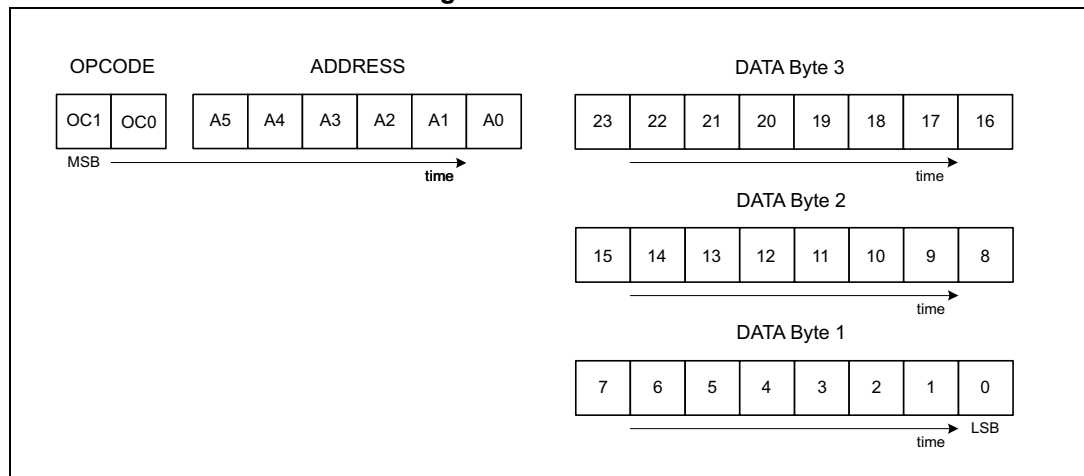 OPCODE ADDRESS DATA Byte 3
OC1 OC0 A5 A4 A3 A2 A1 A0 23 22 21 20 19 18 17 16
MSB time time
DATA Byte 2
15 14 13 12 11 10 9 8
time
DATA Byte 1
7 6 5 4 3 2 1 0
time LSB